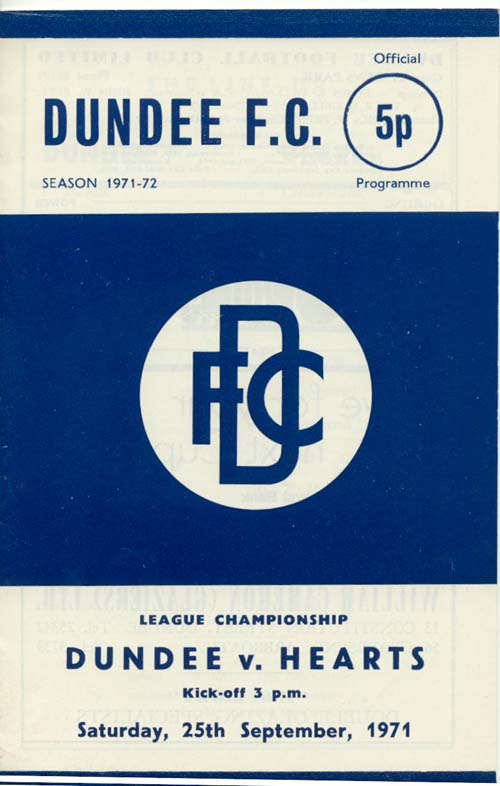 Official
DUNDEE F.C. 5p
SEASON 1971-72 Programme
DFC
LEAGUE CHAMPIONSHIP
DUNDEE v. HEARTS
Kick-off 3 p.m.
Saturday, 25th September, 1971